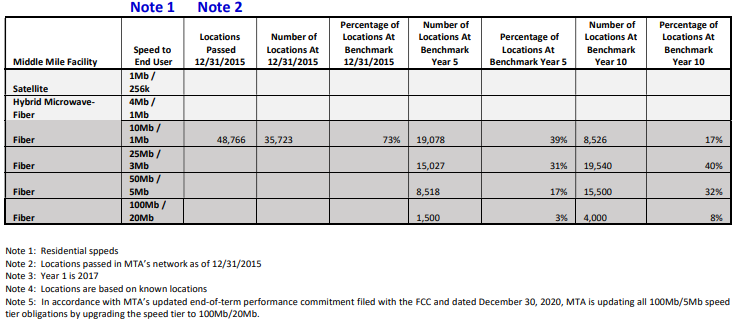 Note 1 Note 2
Middle Mile Facility | Speed to End User | Locations Passed 12/31/2015 | Number of Locations At 12/31/2015 | Percentage of Locations At Benchmark 12/31/2015 | Number of Locations At Benchmark Year 5 | Percentage of Locations At Benchmark Year 5 | Number of Locations At Benchmark Year 10 | Percentage of Locations At Benchmark Year 10
Satellite | 1Mb / 256k
Hybrid Microwave-Fiber | 4Mb / 1Mb
Fiber | 10Mb / 1Mb | 48,766 | 35,723 | 73% | 19,078 | 39% | 8,526 | 17%
Fiber | 25Mb / 3Mb | 15,027 | 31% | 19,540 | 40%
Fiber | 50Mb / 5Mb | 8,518 | 17% | 15,500 | 32%
Fiber | 100Mb / 20Mb | 1,500 | 3% | 4,000 | 8%
Note 1: Residential sppeds
Note 2: Locations passed in MTA's network as of 12/31/2015
Note 3: Year 1 is 2017
Note 4: Locations are based on known locations
Note 5: In accordance with MTA's updated end-of-term performance commitment filed with the FCC and dated December 30, 2020, MTA is updating all 100Mb/5Mb speed
tier obligations by upgrading the speed tier to 100Mb/20Mb.